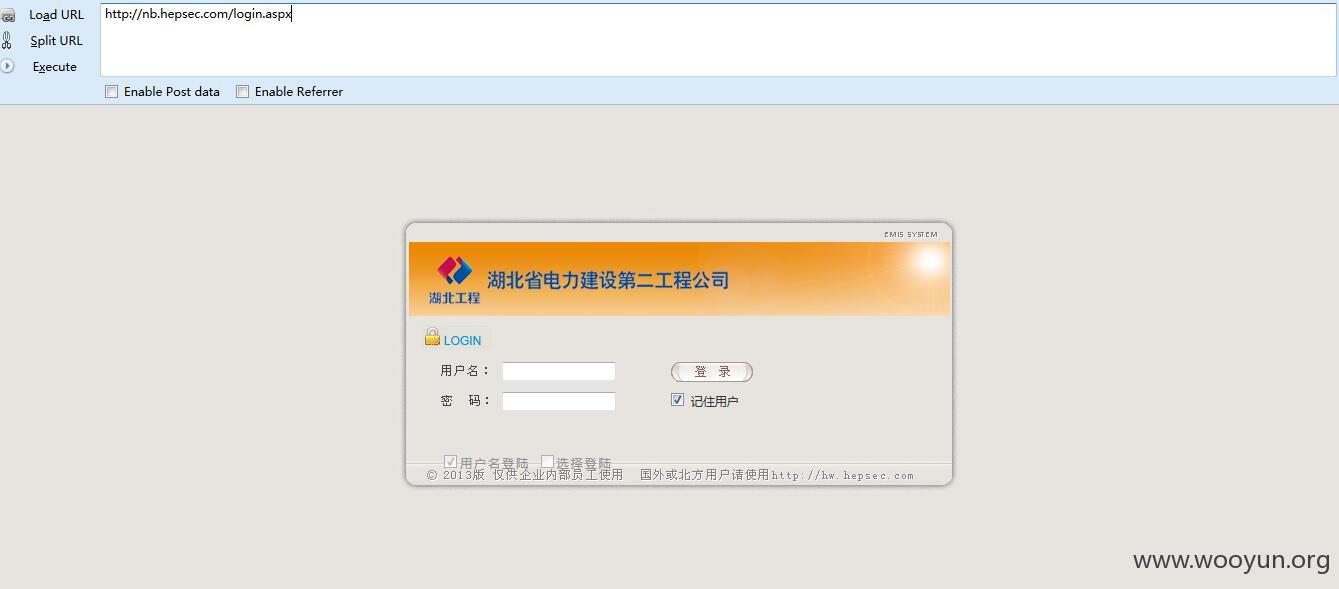 Load URL
http://nb.hepsec.com/login.aspx
Split URL
Execute
Enable Post data
Enable Referrer
EMIS SYSTEM
湖北工程
湖北省电力建设第二工程公司
LOGIN
用户名：
登 录
密 码：
记住用户
用户名登陆 选择登陆
© 2013版 仅供企业内部员工使用 国外或北方用户请使用http://hw.hepsec.com
www.wooyun.org